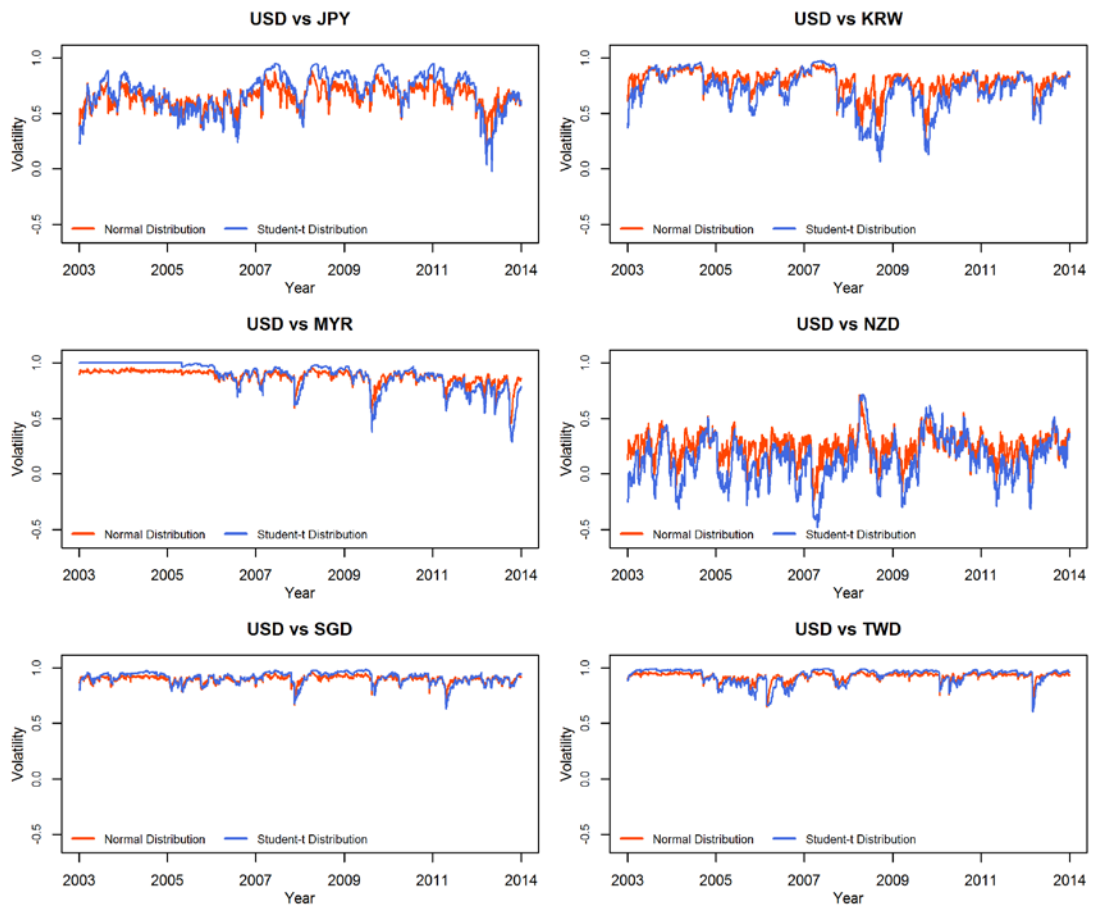 USD vs JPY
Volatility
1.0
0.5
0.0
-0.5
Normal Distribution Student-t Distribution
2003 2005 2007 2009 2011 2014
Year
USD vs KRW
Volatility
1.0
0.5
0.0
-0.5
Normal Distribution Student-t Distribution
2003 2005 2007 2009 2011 2014
Year
USD vs MYR
Volatility
1.0
0.5
0.0
-0.5
Normal Distribution Student-t Distribution
2003 2005 2007 2009 2011 2014
Year
USD vs NZD
Volatility
1.0
0.5
0.0
-0.5
Normal Distribution Student-t Distribution
2003 2005 2007 2009 2011 2014
Year
USD vs SGD
Volatility
1.0
0.5
0.0
-0.5
Normal Distribution Student-t Distribution
2003 2005 2007 2009 2011 2014
Year
USD vs TWD
Volatility
1.0
0.5
0.0
-0.5
Normal Distribution Student-t Distribution
2003 2005 2007 2009 2011 2014
Year